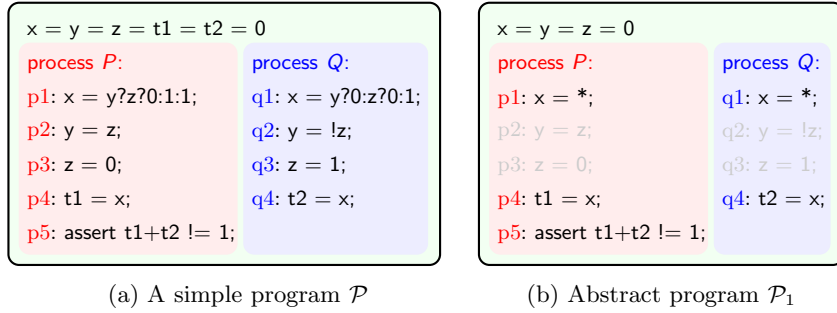 x = y = z = t1 = t2 = 0
process P:
p1: x = y?z?0:1:1;
p2: y = z;
p3: z = 0;
p4: t1 = x;
p5: assert t1+t2 != 1;
process Q:
q1: x = y?0:z?0:1;
q2: y = !z;
q3: z = 1;
q4: t2 = x;
(a) A simple program 𝒫
x = y = z = 0
process P:
p1: x = *;
p2: y = z;
p3: z = 0;
p4: t1 = x;
p5: assert t1+t2 != 1;
process Q:
q1: x = *;
q2: y = !z;
q3: z = 1;
q4: t2 = x;
(b) Abstract program 𝒫₁